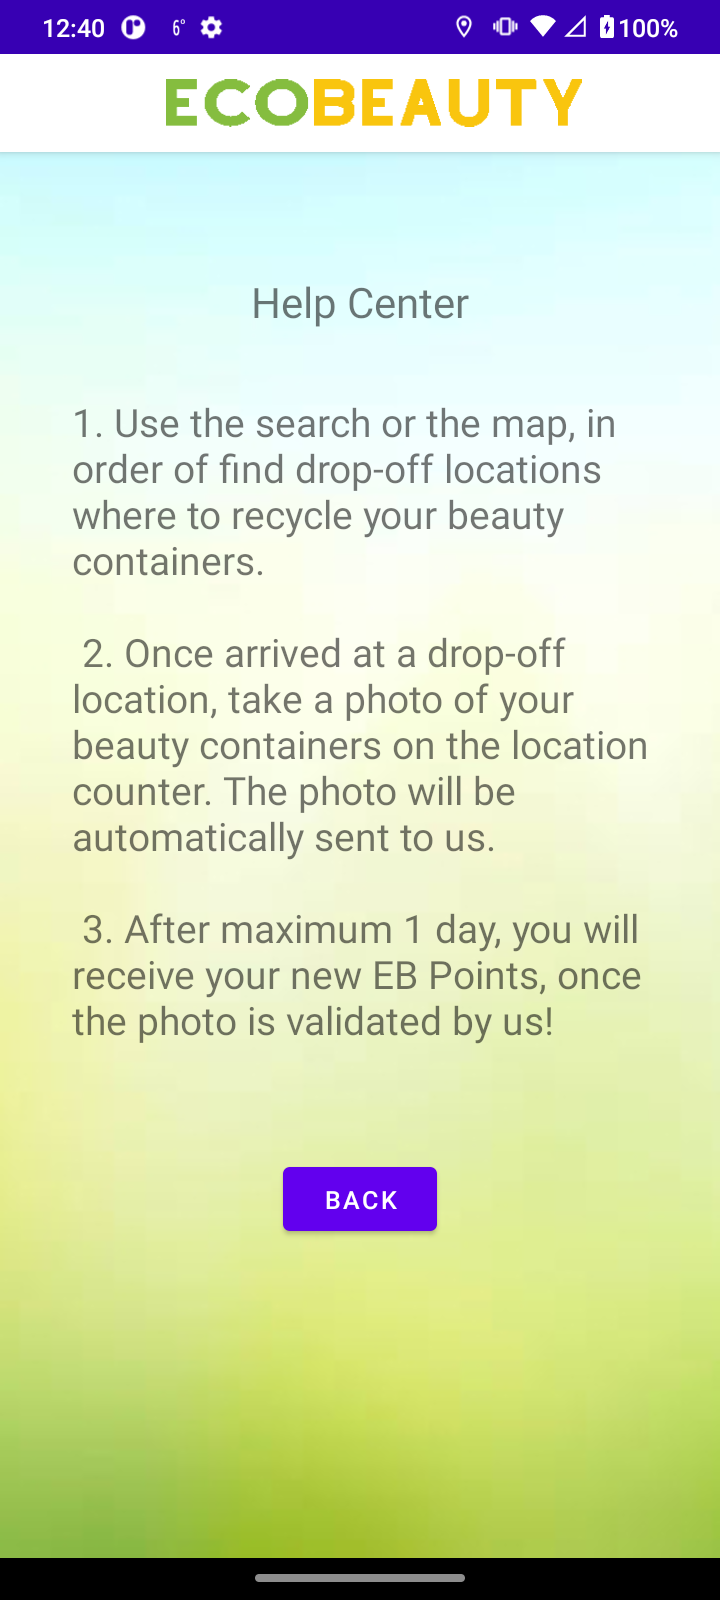 12:40 6° 100%
ECOBEAUTY
Help Center
1. Use the search or the map, in
order of find drop-off locations
where to recycle your beauty
containers.
2. Once arrived at a drop-off
location, take a photo of your
beauty containers on the location
counter. The photo will be
automatically sent to us.
3. After maximum 1 day, you will
receive your new EB Points, once
the photo is validated by us!
BACK